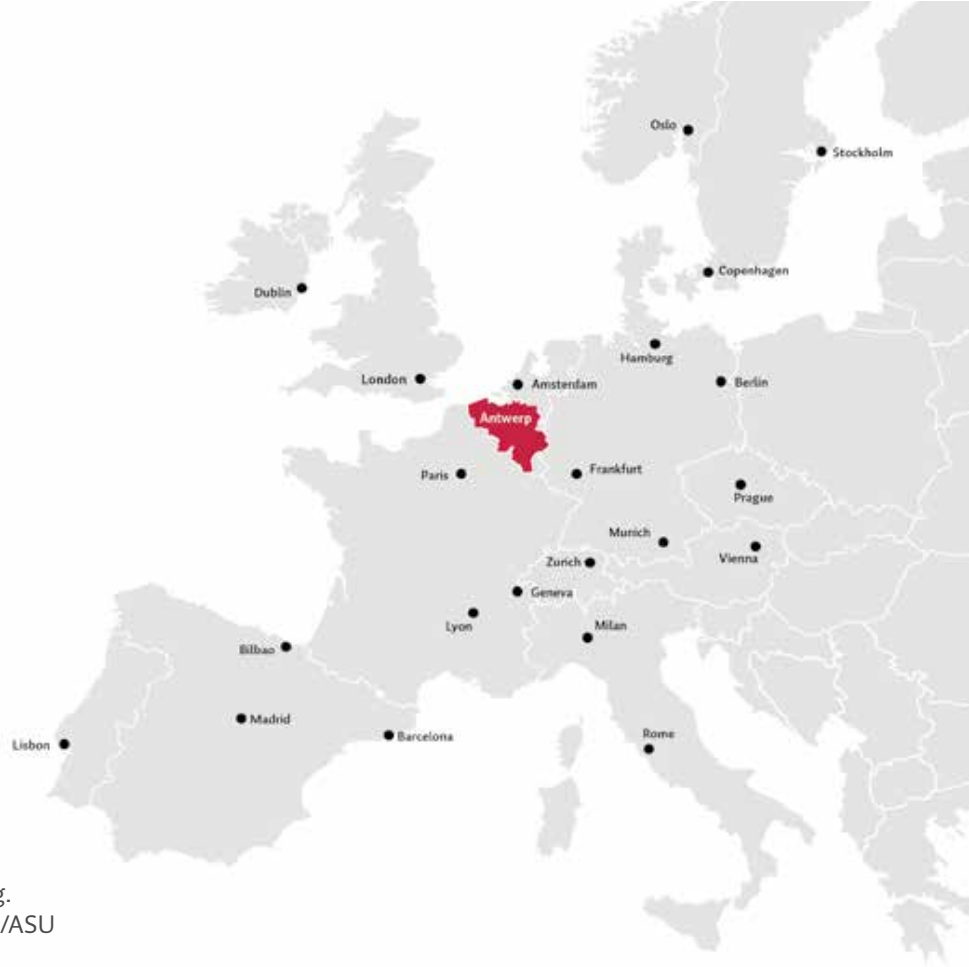 Oslo
Stockholm
Copenhagen
Dublin
Hamburg
London
Amsterdam
Berlin
Antwerp
Paris
Frankfurt
Prague
Munich
Vienna
Zurich
Geneva
Lyon
Milan
Bilbao
Madrid
Barcelona
Lisbon
Rome
g.
/ASU